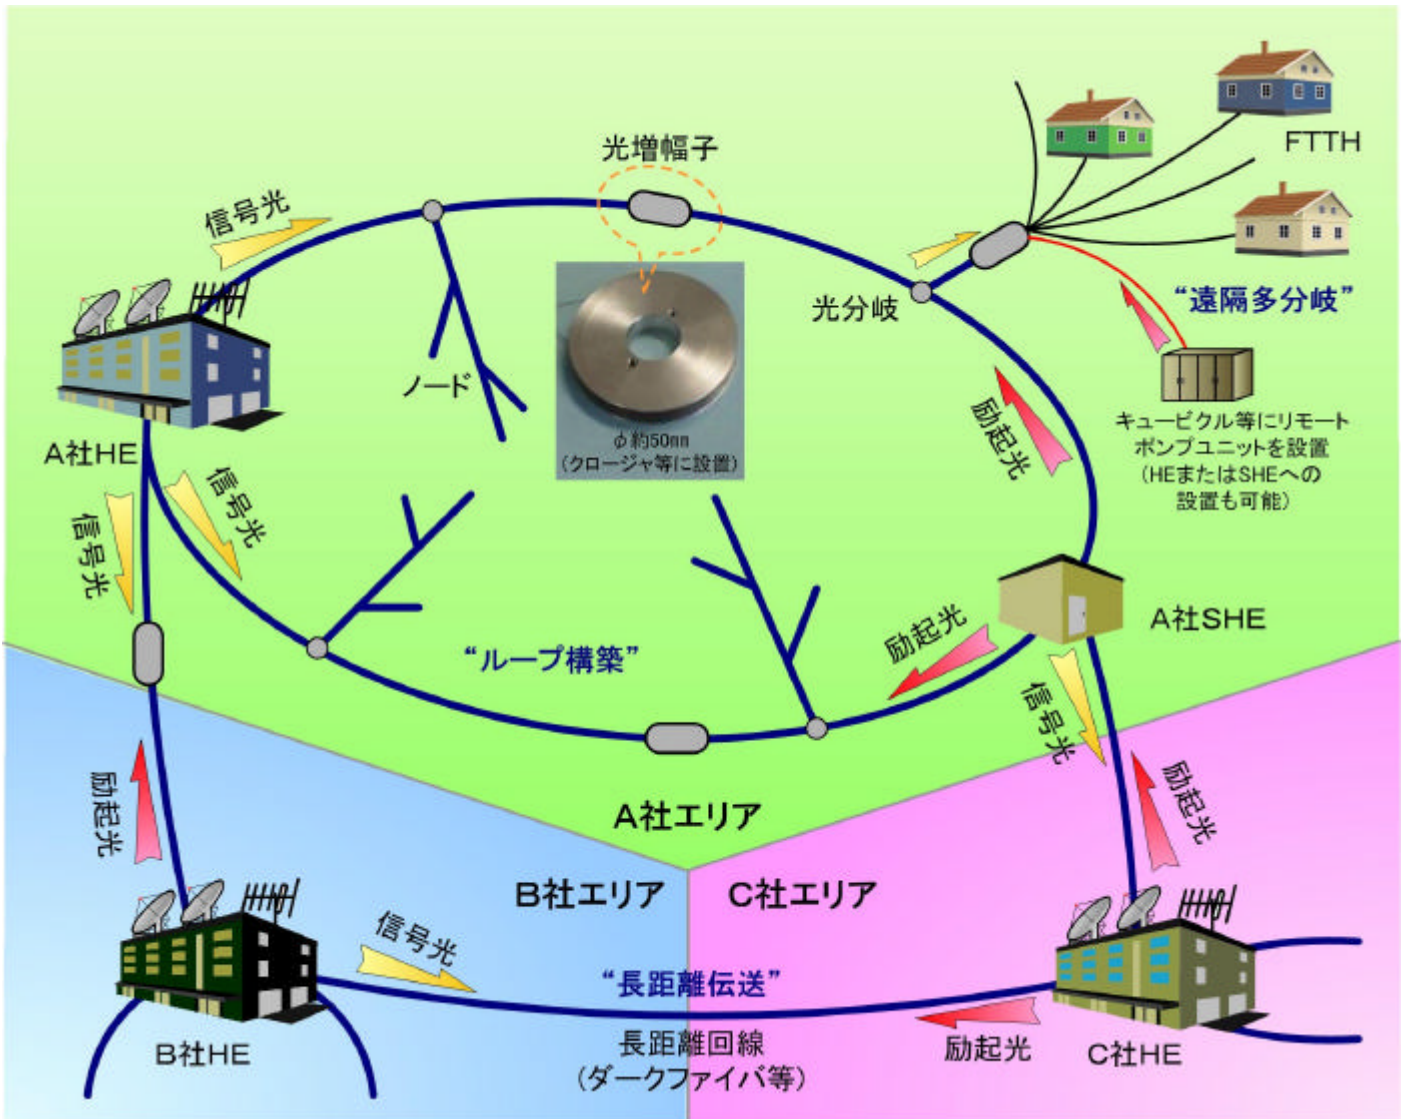 光増幅子
FTTH
信号光
光分岐
“遠隔多分岐”
ノード
励起光
キュービクル等にリモート
ポンプユニットを設置
(HEまたはSHEへの
設置も可能)
φ約50㎜
(クロージャ等に設置)
A社HE
信号光
信号光
A社SHE
励起光
“ループ構築”
信号光
励起光
励起光
A社エリア
B社エリア
C社エリア
信号光
“長距離伝送”
長距離回線
(ダークファイバ等)
励起光
B社HE
C社HE